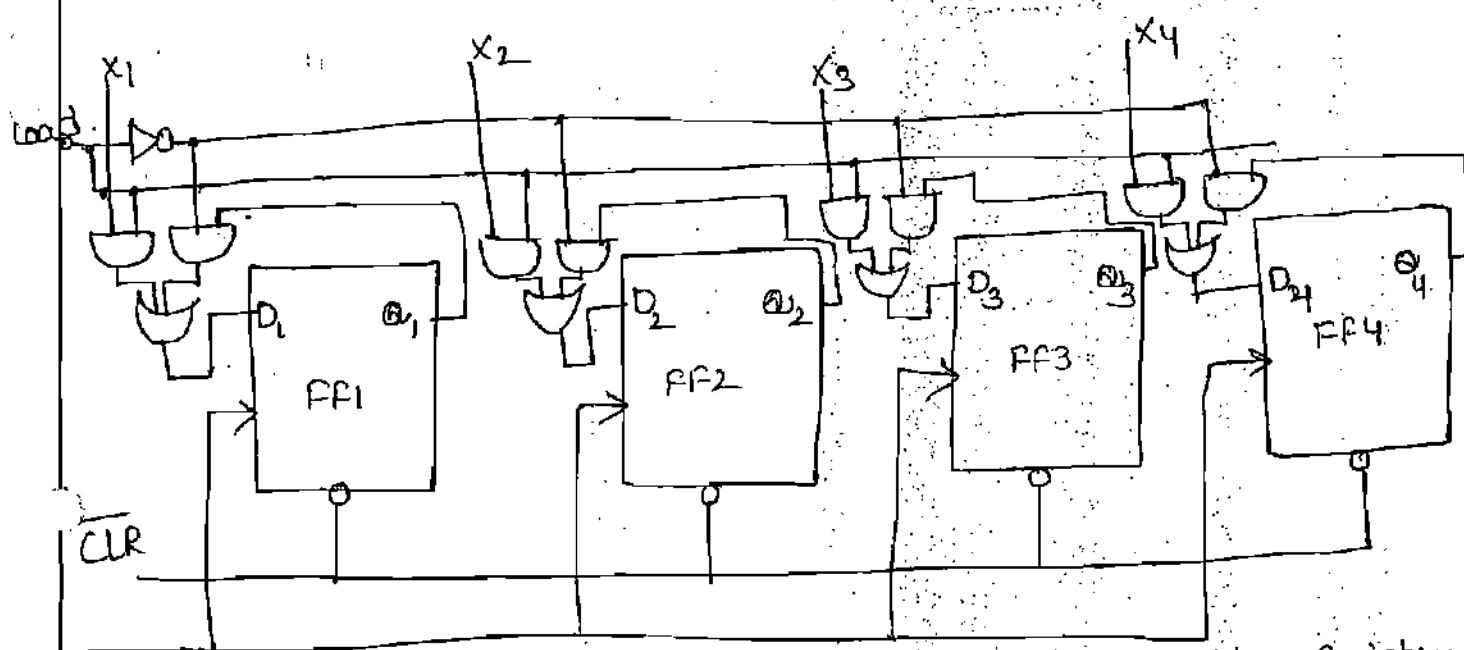 X1 X2 X3 X4
Load
D1 Q1 D2 Q2 D3 Q3 D4 Q4
FF1 FF2 FF3 FF4
CLR